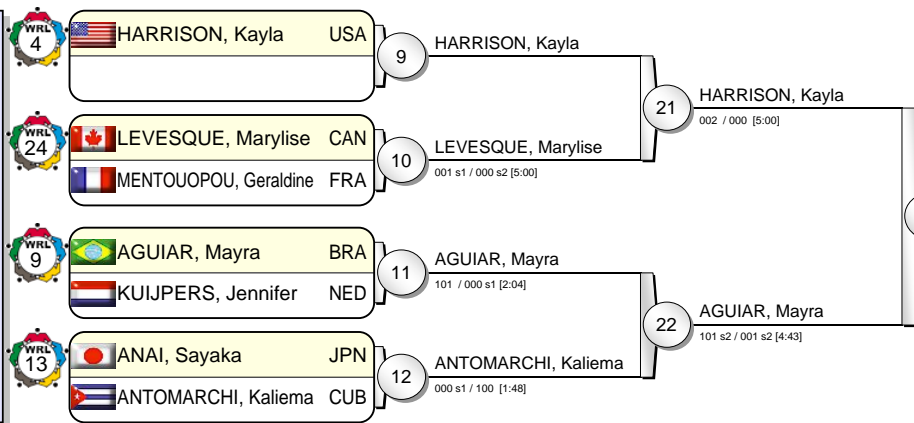 WRL
4
HARRISON, Kayla USA
9
HARRISON, Kayla
21
HARRISON, Kayla
002 / 000 [5:00]
WRL
24
LEVESQUE, Marylise CAN
MENTOUOPOU, Geraldine FRA
10
LEVESQUE, Marylise
001 s1 / 000 s2 [5:00]
WRL
9
AGUIAR, Mayra BRA
KUIJPERS, Jennifer NED
11
AGUIAR, Mayra
101 / 000 s1 [2:04]
22
AGUIAR, Mayra
101 s2 / 001 s2 [4:43]
WRL
13
ANAI, Sayaka JPN
ANTOMARCHI, Kaliema CUB
12
ANTOMARCHI, Kaliema
000 s1 / 100 [1:48]